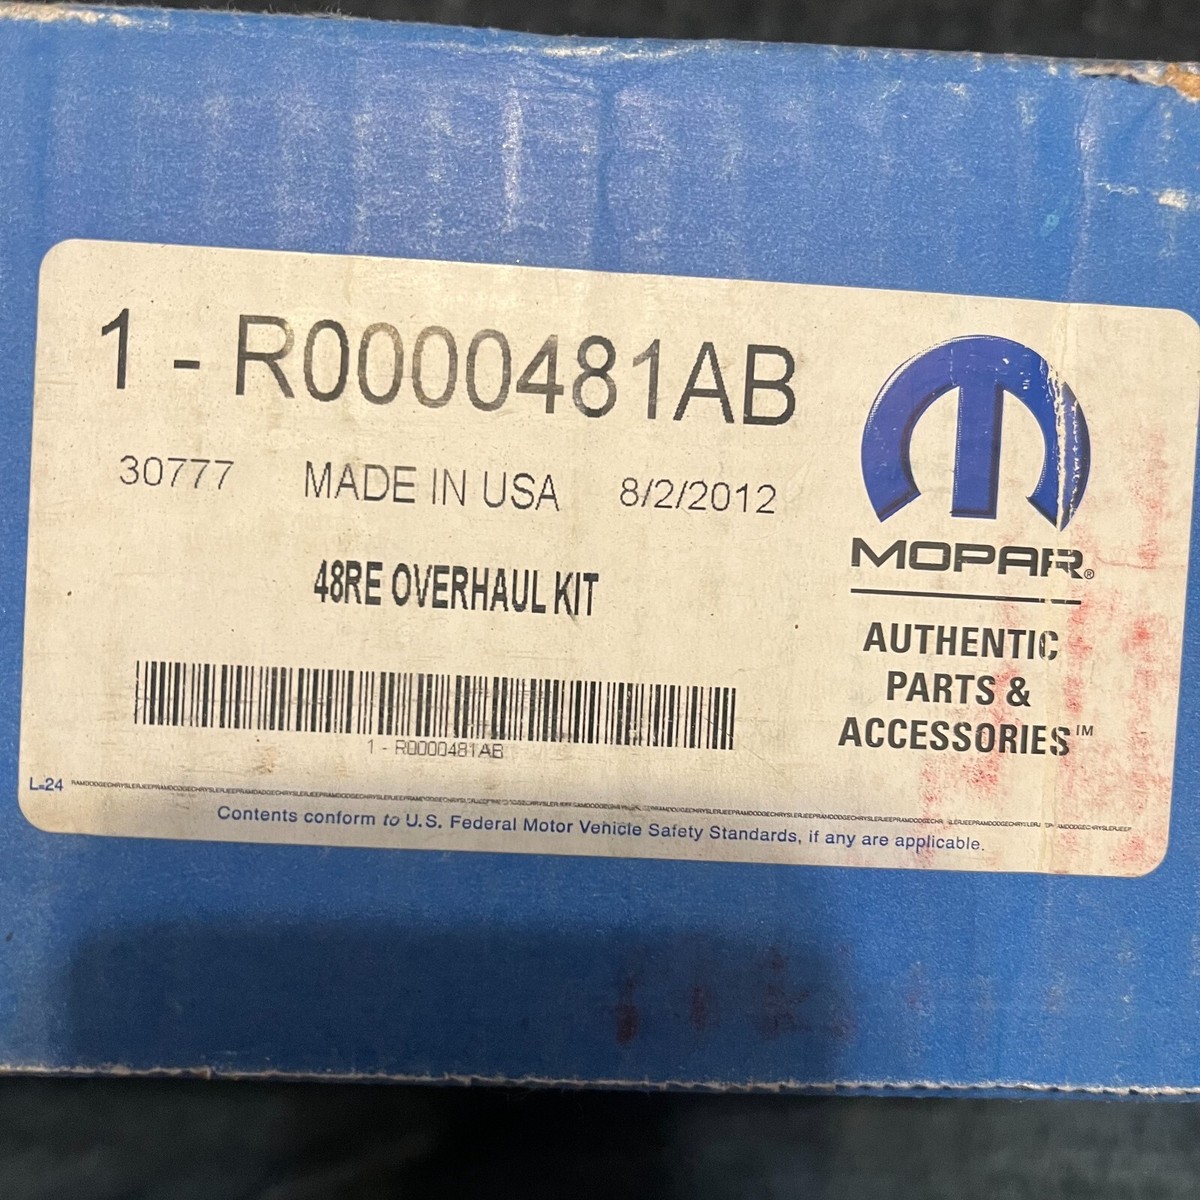 1 - R0000481AB
30777 MADE IN USA 8/2/2012
48RE OVERHAUL KIT
1 - R0000481AB
MOPAR®
AUTHENTIC
PARTS &
ACCESSORIES™
L=24
Contents conform to U.S. Federal Motor Vehicle Safety Standards, if any are applicable.